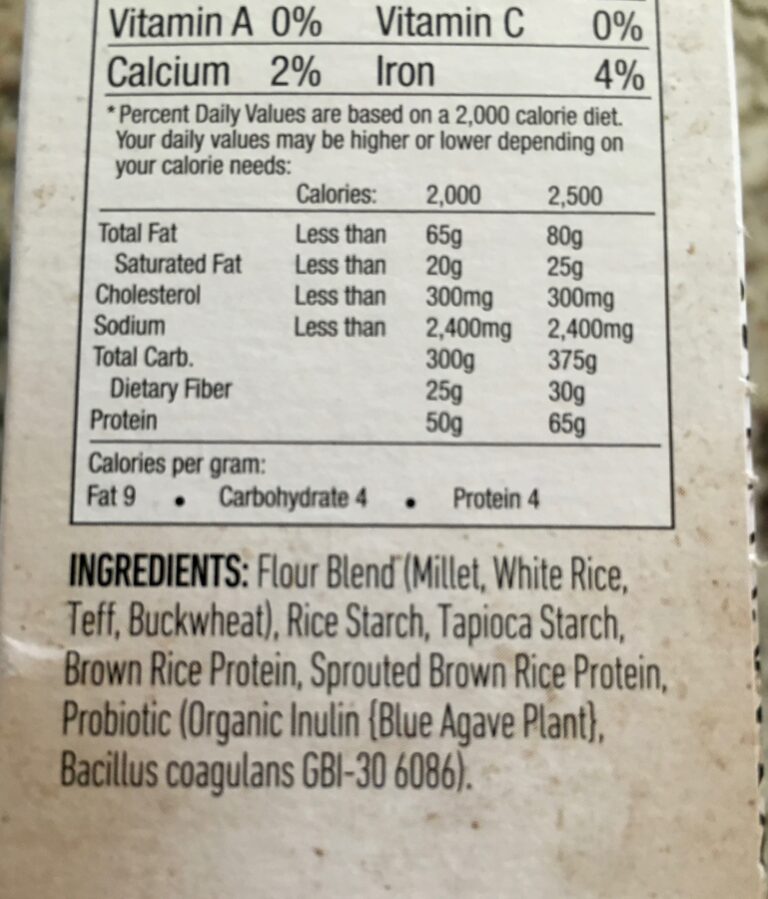 Vitamin A 0% Vitamin C 0%
Calcium 2% Iron 4%
* Percent Daily Values are based on a 2,000 calorie diet.
Your daily values may be higher or lower depending on
your calorie needs:
Calories: 2,000 2,500
Total Fat Less than 65g 80g
Saturated Fat Less than 20g 25g
Cholesterol Less than 300mg 300mg
Sodium Less than 2,400mg 2,400mg
Total Carb. 300g 375g
Dietary Fiber 25g 30g
Protein 50g 65g
Calories per gram:
Fat 9 • Carbohydrate 4 • Protein 4
INGREDIENTS: Flour Blend (Millet, White Rice,
Teff, Buckwheat), Rice Starch, Tapioca Starch,
Brown Rice Protein, Sprouted Brown Rice Protein,
Probiotic (Organic Inulin {Blue Agave Plant},
Bacillus coagulans GBI-30 6086).